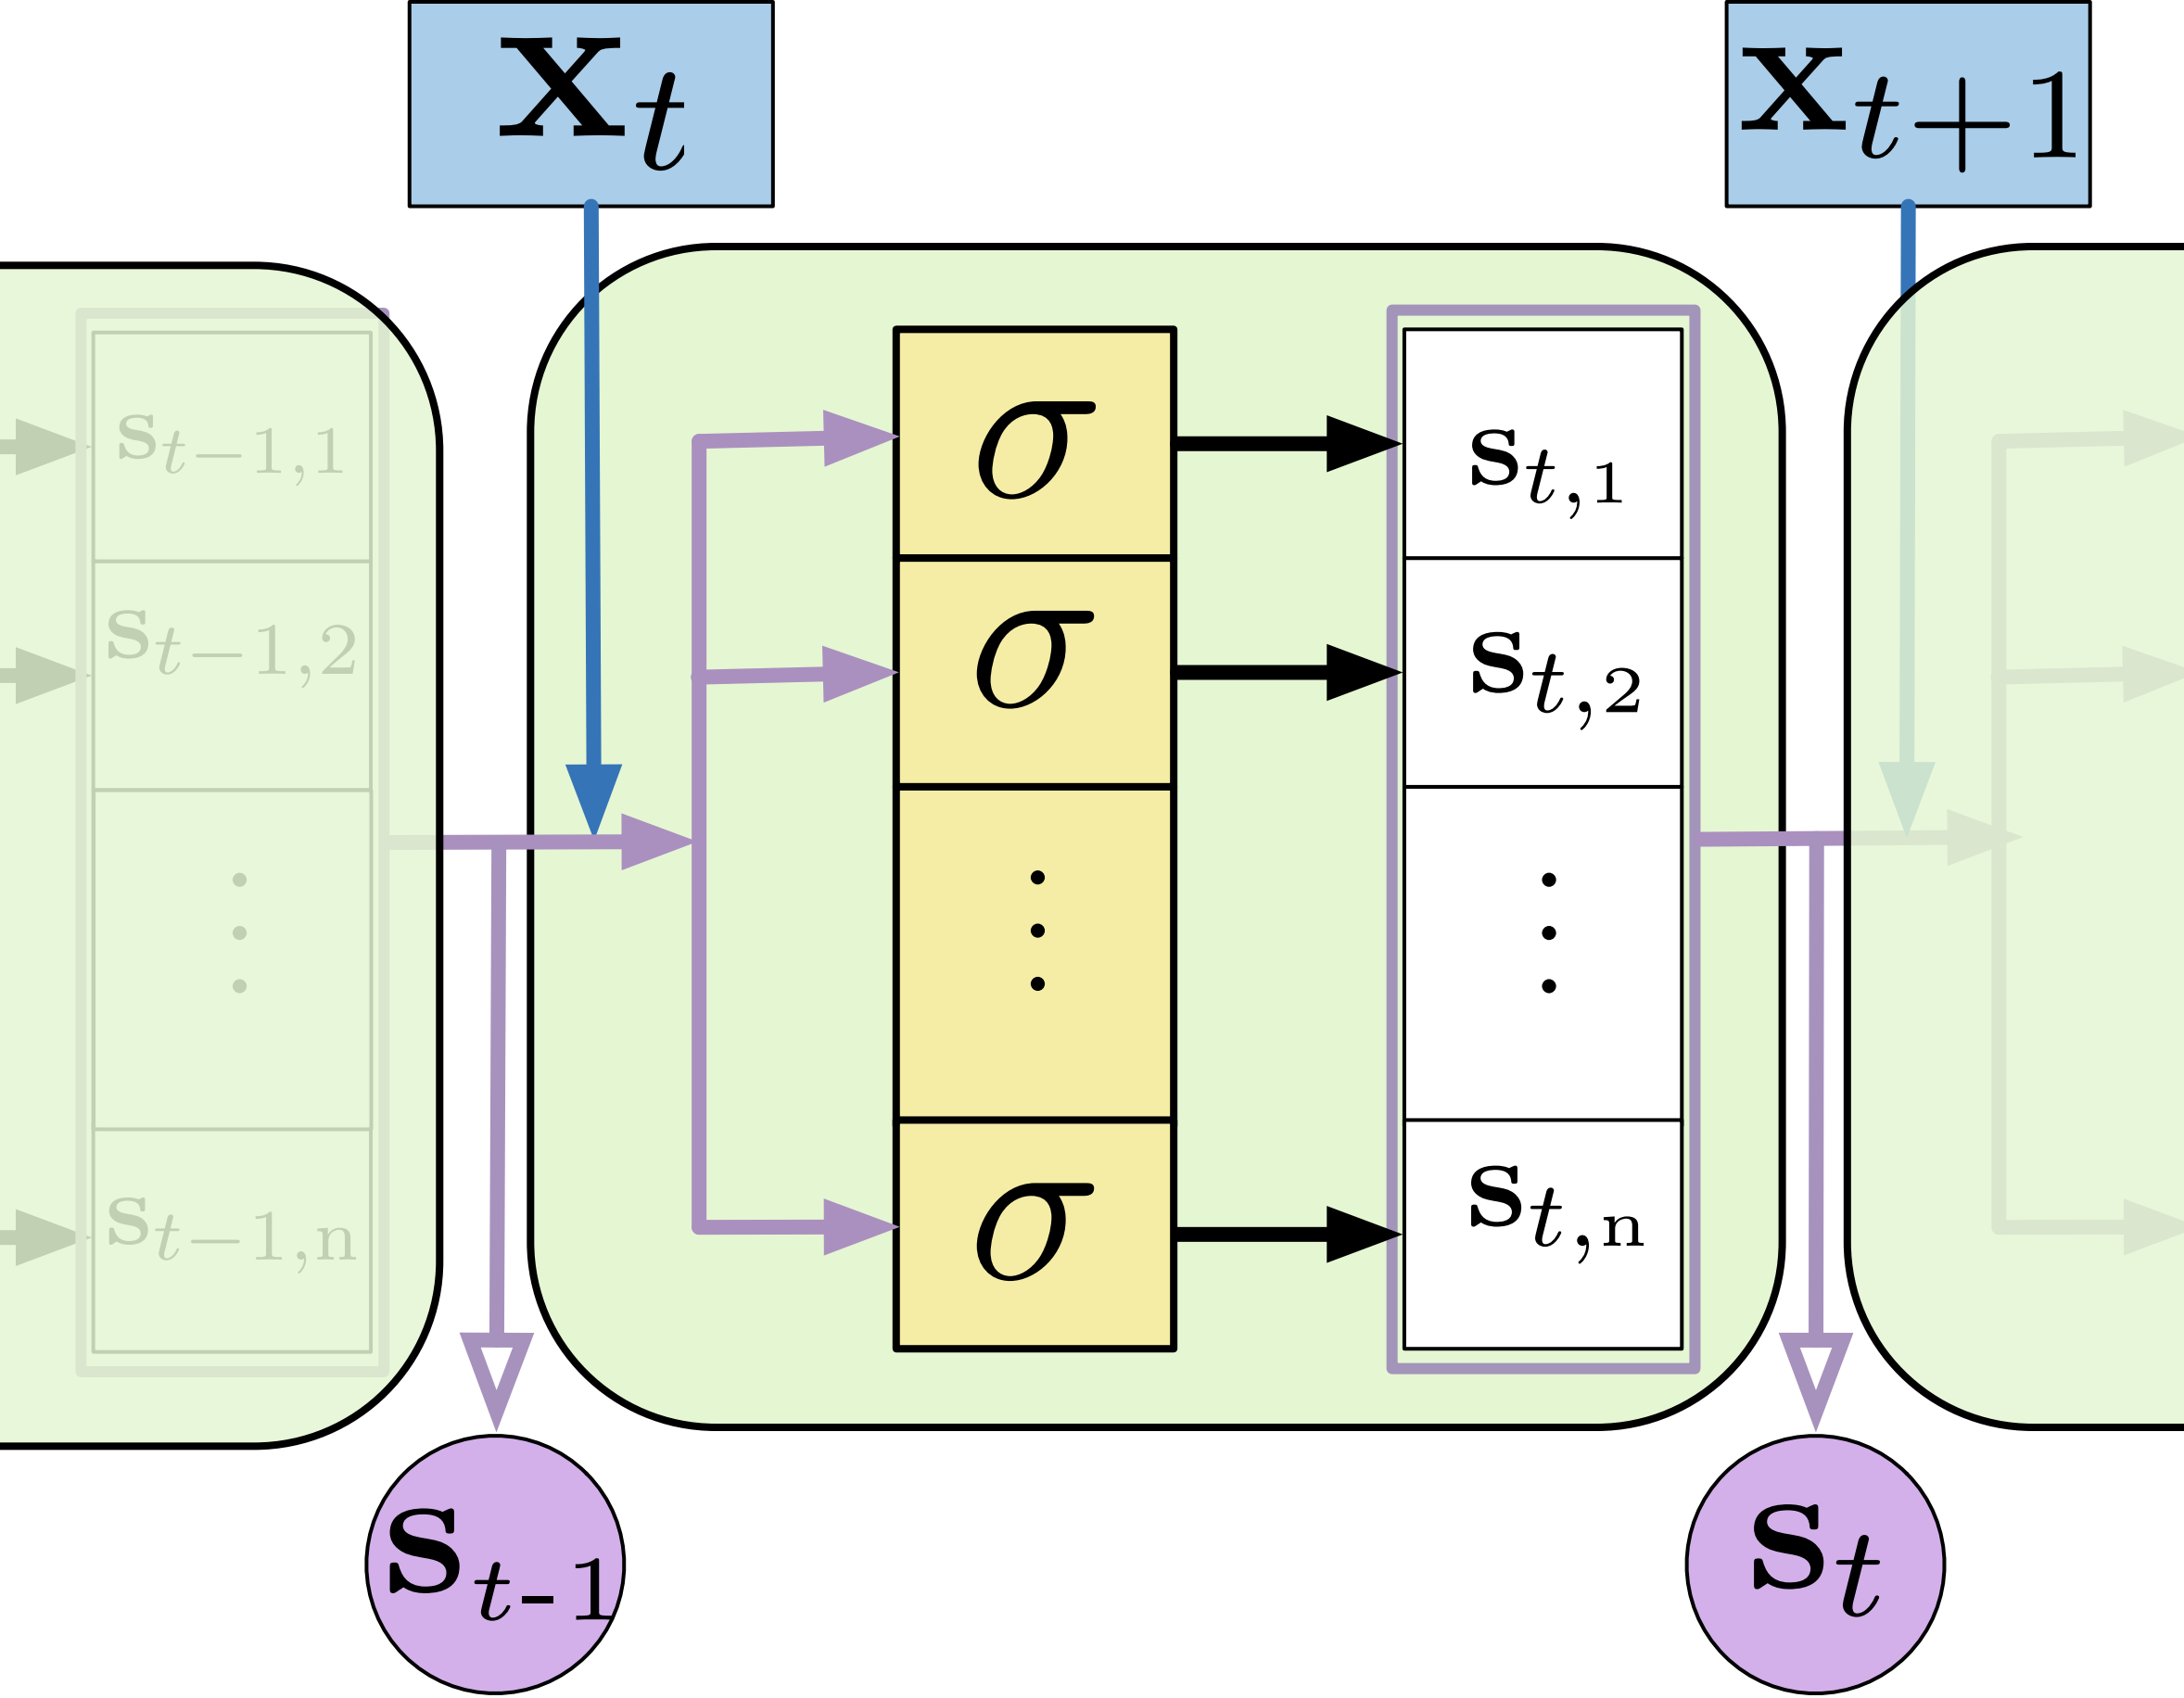 x_t
x_{t+1}
s_{t−1,1}
s_{t−1,2}
⋮
s_{t−1,n}
σ
σ
⋮
σ
s_{t,1}
s_{t,2}
⋮
s_{t,n}
s_{t-1}
s_t